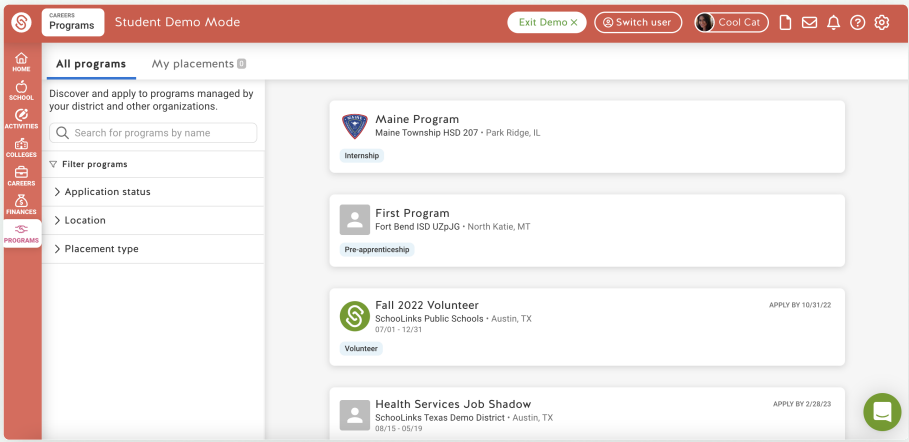 CAREERS
Programs
Student Demo Mode
Exit Demo ×
Switch user
Cool Cat
HOME
SCHOOL
ACTIVITIES
COLLEGES
CAREERS
FINANCES
PROGRAMS
All programs
My placements 0
Discover and apply to programs managed by
your district and other organizations.
Search for programs by name
Filter programs
Application status
Location
Placement type
MAINE
Maine Program
Maine Township HSD 207 • Park Ridge, IL
Internship
First Program
Fort Bend ISD UZpJG • North Katie, MT
Pre-apprenticeship
Fall 2022 Volunteer
APPLY BY 10/31/22
SchooLinks Public Schools • Austin, TX
07/01 - 12/31
Volunteer
Health Services Job Shadow
APPLY BY 2/28/23
SchooLinks Texas Demo District • Austin, TX
08/15 - 05/19